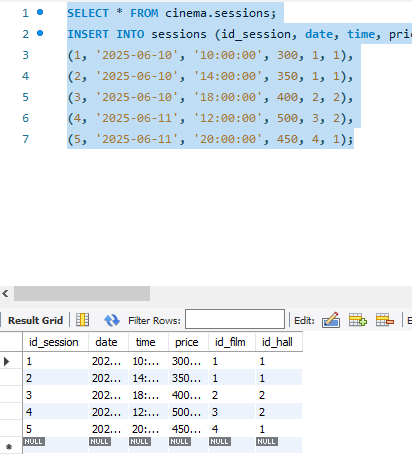 1 SELECT * FROM cinema.sessions;
2 INSERT INTO sessions (id_session, date, time, pric
3 (1, '2025-06-10', '10:00:00', 300, 1, 1),
4 (2, '2025-06-10', '14:00:00', 350, 1, 1),
5 (3, '2025-06-10', '18:00:00', 400, 2, 2),
6 (4, '2025-06-11', '12:00:00', 500, 3, 2),
7 (5, '2025-06-11', '20:00:00', 450, 4, 1);
Result Grid Filter Rows: Edit: E
id_session date time price id_film id_hall
1 202... 10:... 300... 1 1
2 202... 14:... 350... 1 1
3 202... 18:... 400... 2 2
4 202... 12:... 500... 3 2
5 202... 20:... 450... 4 1
NULL NULL NULL NULL NULL NULL